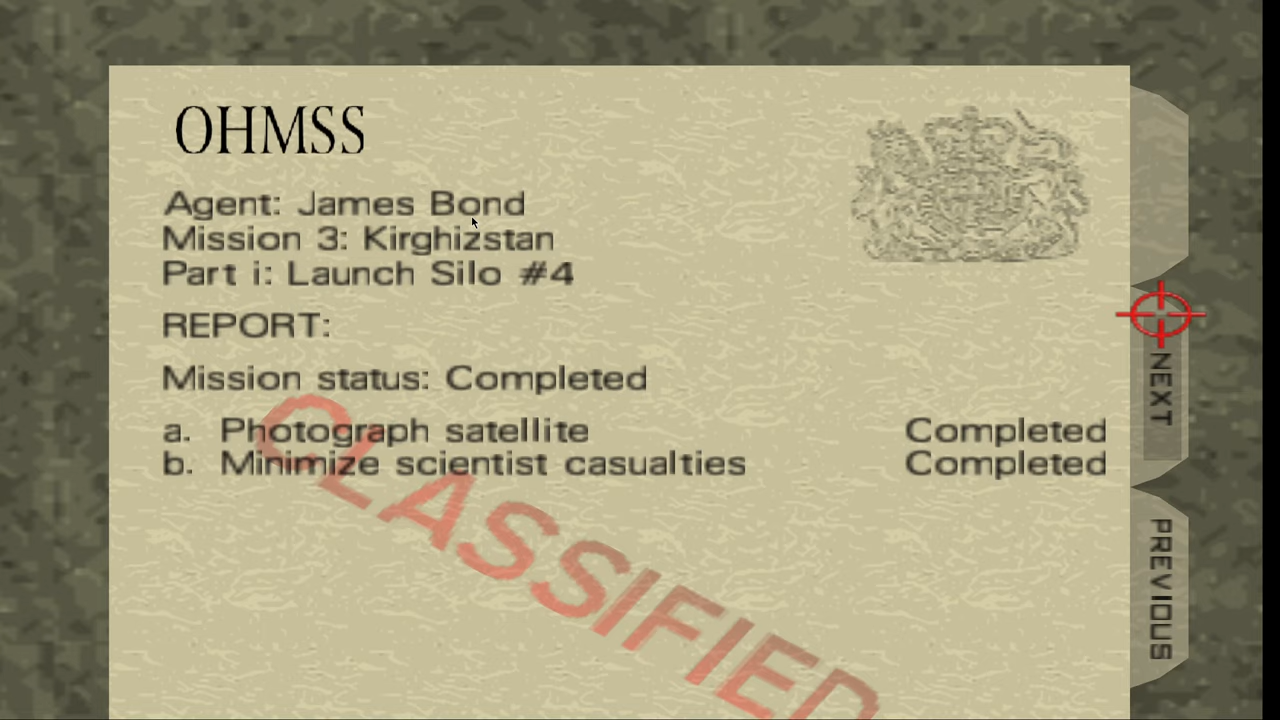 OHMSS
Agent: James Bond
Mission 3: Kirghizstan
Part i: Launch Silo #4
REPORT:
Mission status: Completed
a. Photograph satellite Completed
b. Minimize scientist casualties Completed
CLASSIFIED
NEXT
PREVIOUS